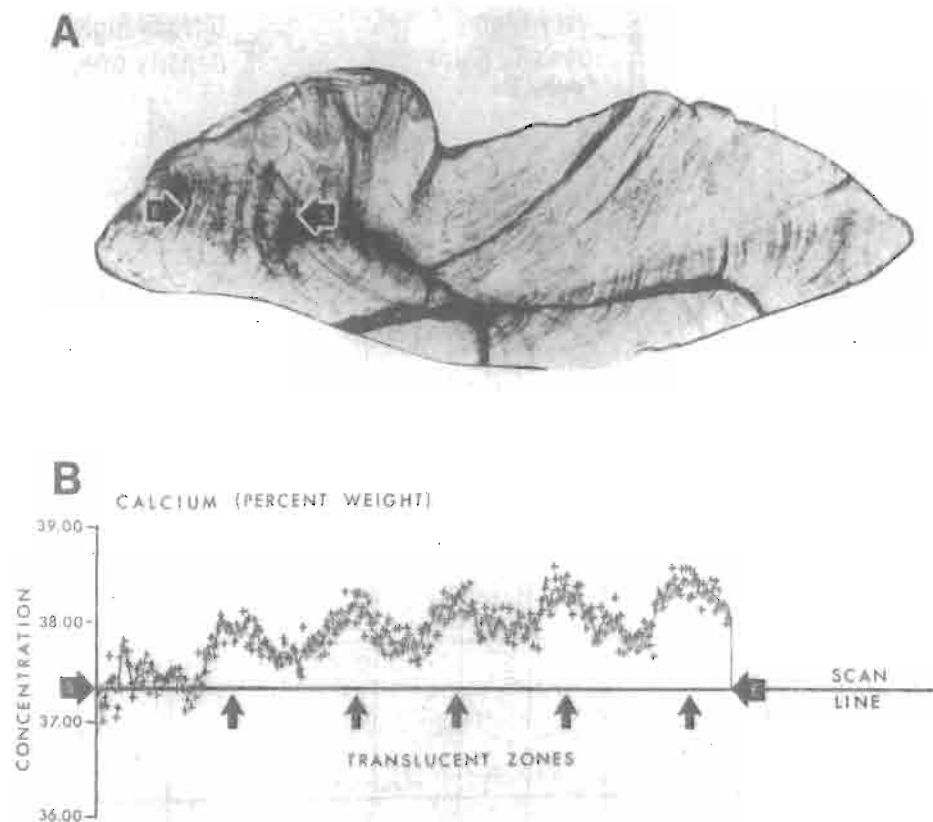 A
B
CALCIUM (PERCENT WEIGHT)
39.00
38.00
37.00
36.00
CONCENTRATION
SCAN
LINE
TRANSLUCENT ZONES